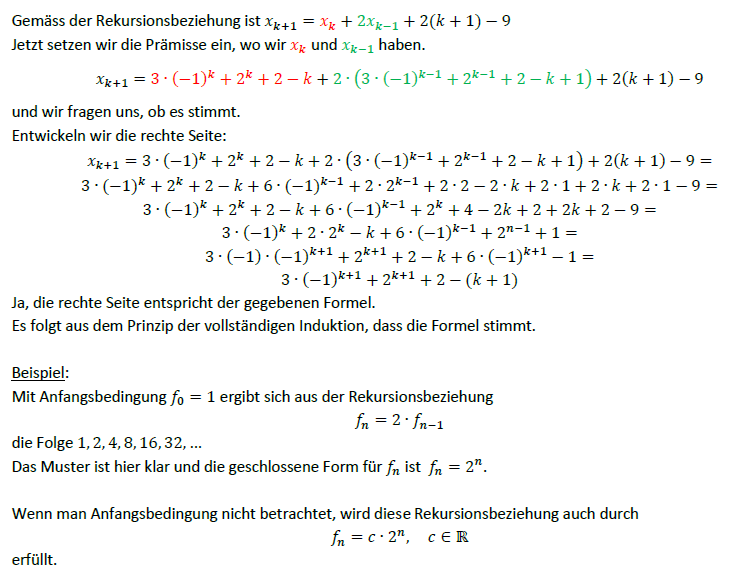 Gemäss der Rekursionsbeziehung ist $x_{k+1} = x_k + 2x_{k-1} + 2(k+1) - 9$
Jetzt setzen wir die Prämisse ein, wo wir $x_k$ und $x_{k-1}$ haben.
$x_{k+1} = 3 \cdot (-1)^k + 2^k + 2 - k + 2 \cdot (3 \cdot (-1)^{k-1} + 2^{k-1} + 2 - k + 1) + 2(k+1) - 9$
und wir fragen uns, ob es stimmt.
Entwickeln wir die rechte Seite:
$x_{k+1} = 3 \cdot (-1)^k + 2^k + 2 - k + 2 \cdot (3 \cdot (-1)^{k-1} + 2^{k-1} + 2 - k + 1) + 2(k+1) - 9 =$
$3 \cdot (-1)^k + 2^k + 2 - k + 6 \cdot (-1)^{k-1} + 2 \cdot 2^{k-1} + 2 \cdot 2 - 2 \cdot k + 2 \cdot 1 + 2 \cdot k + 2 \cdot 1 - 9 =$
$3 \cdot (-1)^k + 2^k + 2 - k + 6 \cdot (-1)^{k-1} + 2^k + 4 - 2k + 2 + 2k + 2 - 9 =$
$3 \cdot (-1)^k + 2 \cdot 2^k - k + 6 \cdot (-1)^{k-1} + 2^{n-1} + 1 =$
$3 \cdot (-1) \cdot (-1)^{k+1} + 2^{k+1} + 2 - k + 6 \cdot (-1)^{k+1} - 1 =$
$3 \cdot (-1)^{k+1} + 2^{k+1} + 2 - (k+1)$
Ja, die rechte Seite entspricht der gegebenen Formel.
Es folgt aus dem Prinzip der vollständigen Induktion, dass die Formel stimmt.
Beispiel:
Mit Anfangsbedingung $f_0 = 1$ ergibt sich aus der Rekursionsbeziehung
$f_n = 2 \cdot f_{n-1}$
die Folge $1, 2, 4, 8, 16, 32, \ldots$
Das Muster ist hier klar und die geschlossene Form für $f_n$ ist $f_n = 2^n$.
Wenn man Anfangsbedingung nicht betrachtet, wird diese Rekursionsbeziehung auch durch
$f_n = c \cdot 2^n, \quad c \in \mathbb{R}$
erfüllt.